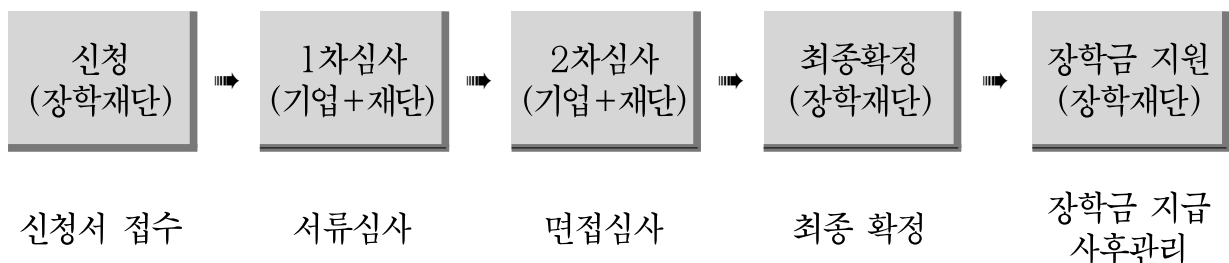 신청
(장학재단)
1차심사
(기업+재단)
2차심사
(기업+재단)
최종확정
(장학재단)
장학금 지원
(장학재단)
신청서 접수
서류심사
면접심사
최종 확정
장학금 지급
사후관리